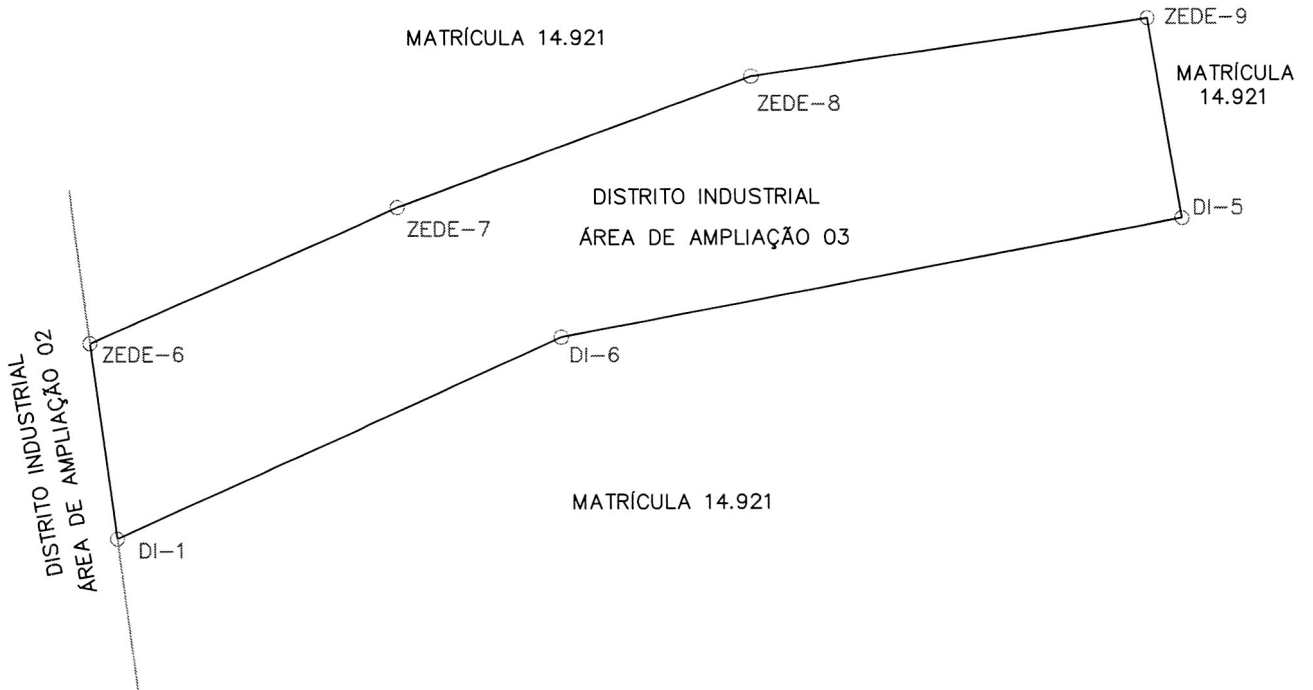 ZEDE-9
MATRÍCULA 14.921
MATRÍCULA
14.921
ZEDE-8
DISTRITO INDUSTRIAL
ÁREA DE AMPLIAÇÃO 03
DI-5
ZEDE-7
ZEDE-6
DI-6
DISTRITO INDUSTRIAL
ÁREA DE AMPLIAÇÃO 02
MATRÍCULA 14.921
DI-1